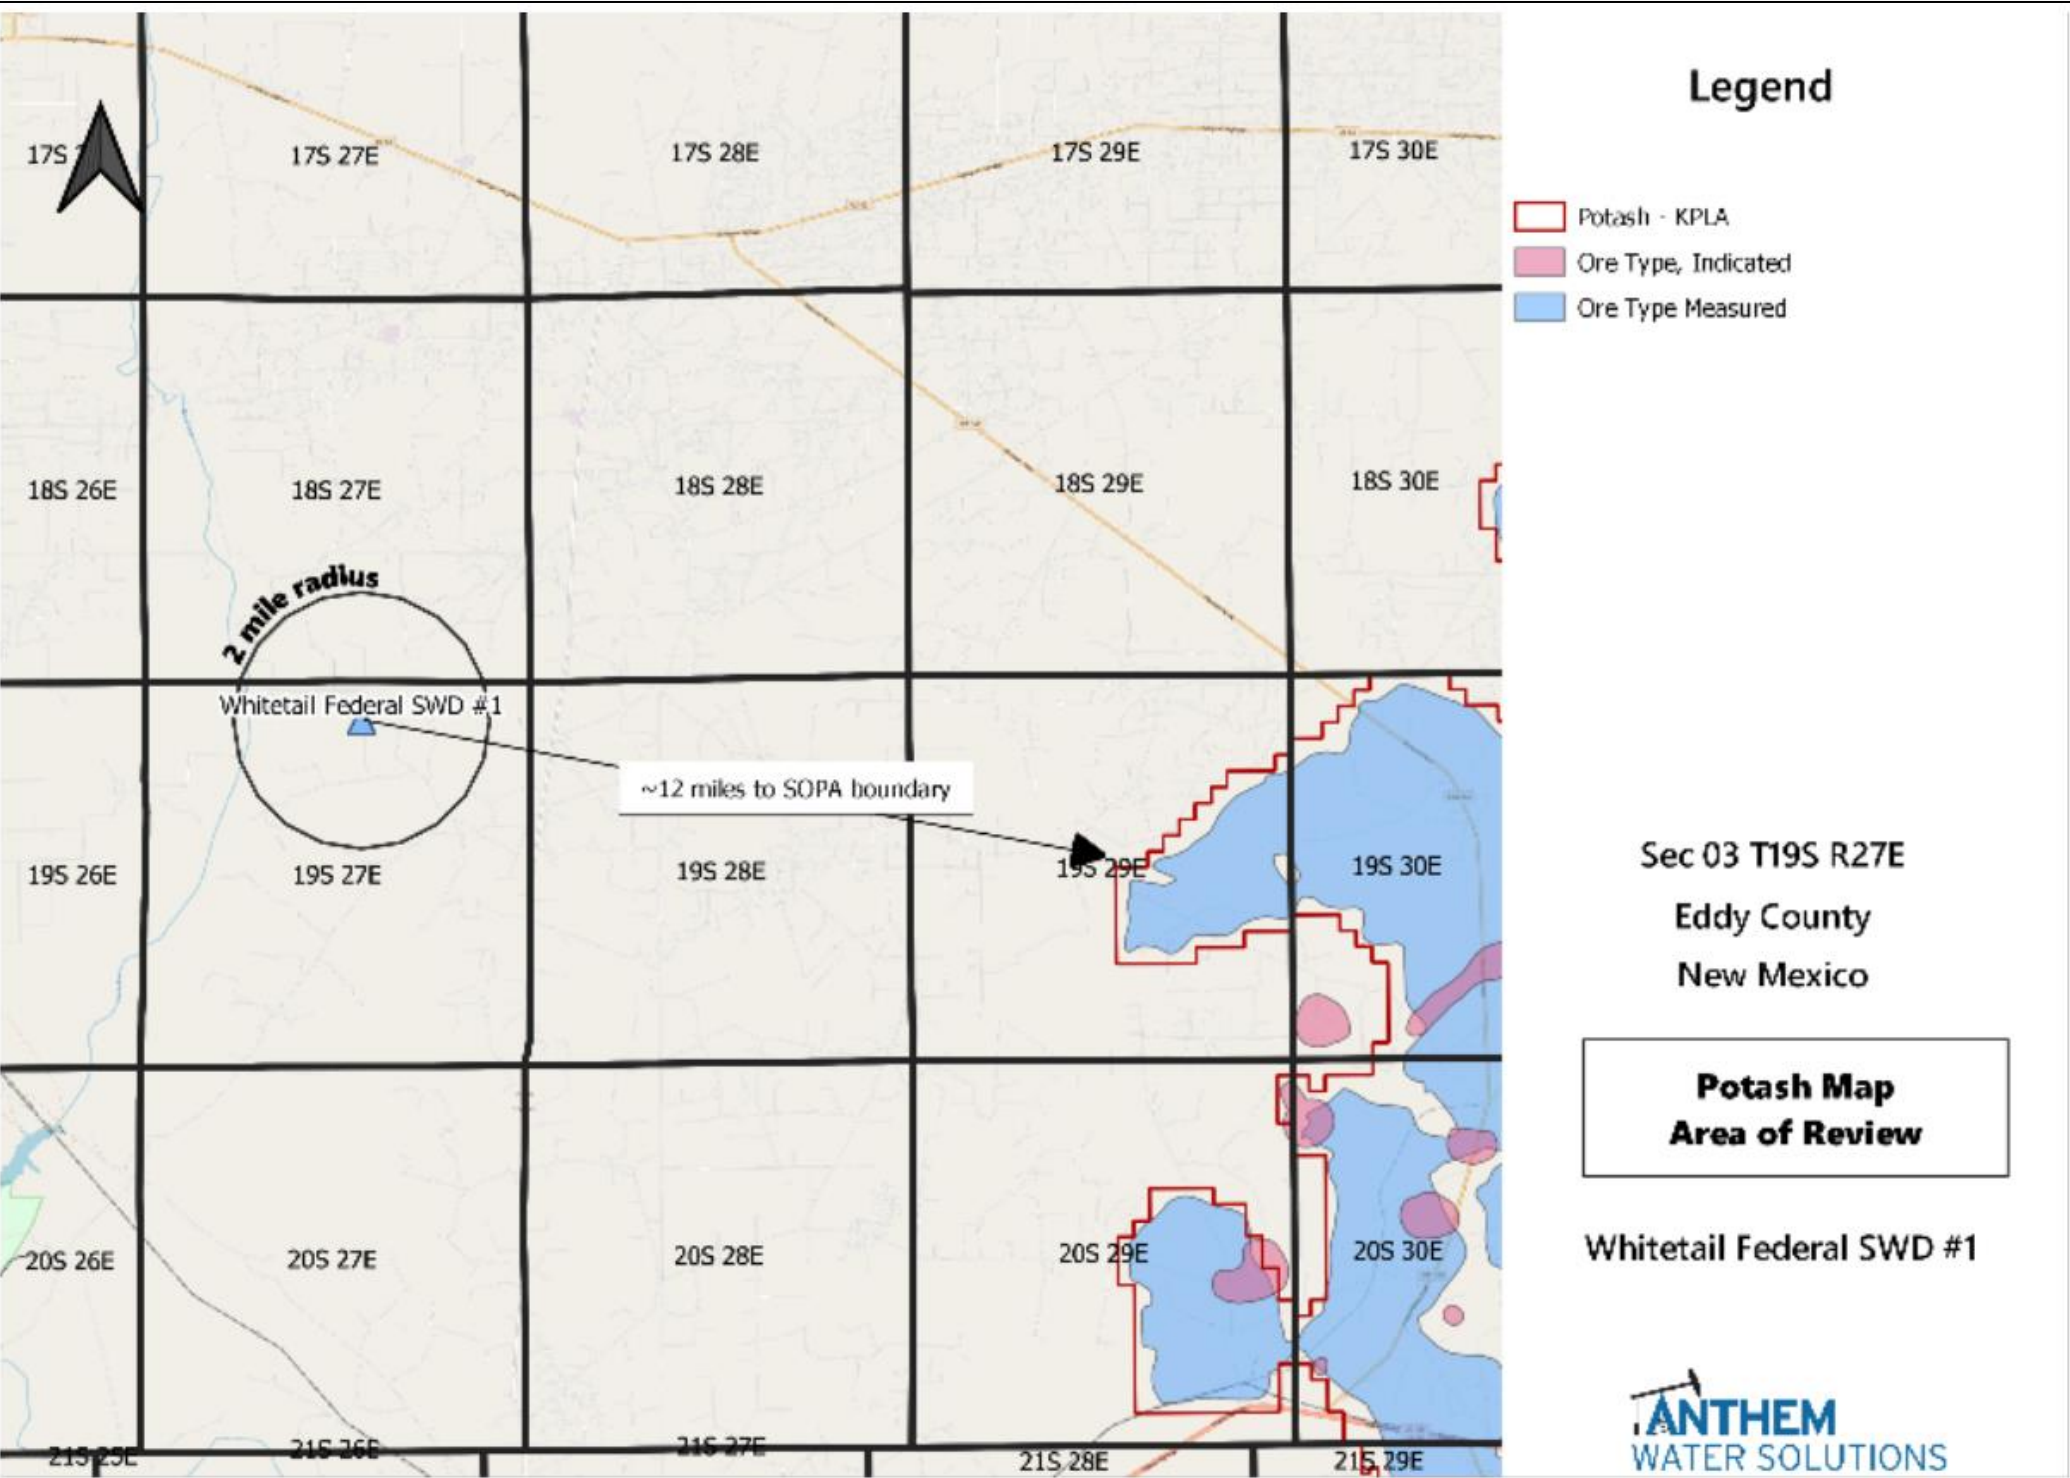 Legend
Potash - KPLA
Ore Type, Indicated
Ore Type Measured
17S
17S 27E
17S 28E
17S 29E
17S 30E
18S 26E
18S 27E
18S 28E
18S 29E
18S 30E
2 mile radius
Whitetail Federal SWD #1
~12 miles to SOPA boundary
19S 26E
19S 27E
19S 28E
19S 29E
19S 30E
20S 26E
20S 27E
20S 28E
20S 29E
20S 30E
21S 25E
21S 26E
21S 27E
21S 28E
21S 29E
Sec 03 T19S R27E
Eddy County
New Mexico
Potash Map
Area of Review
Whitetail Federal SWD #1
ANTHEM
WATER SOLUTIONS